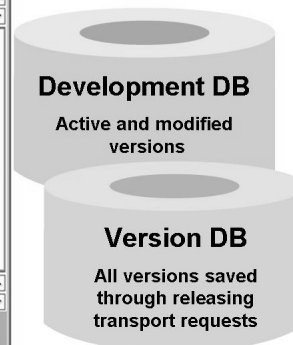 Development DB
Active and modified
versions
Version DB
All versions saved
through releasing
transport requests